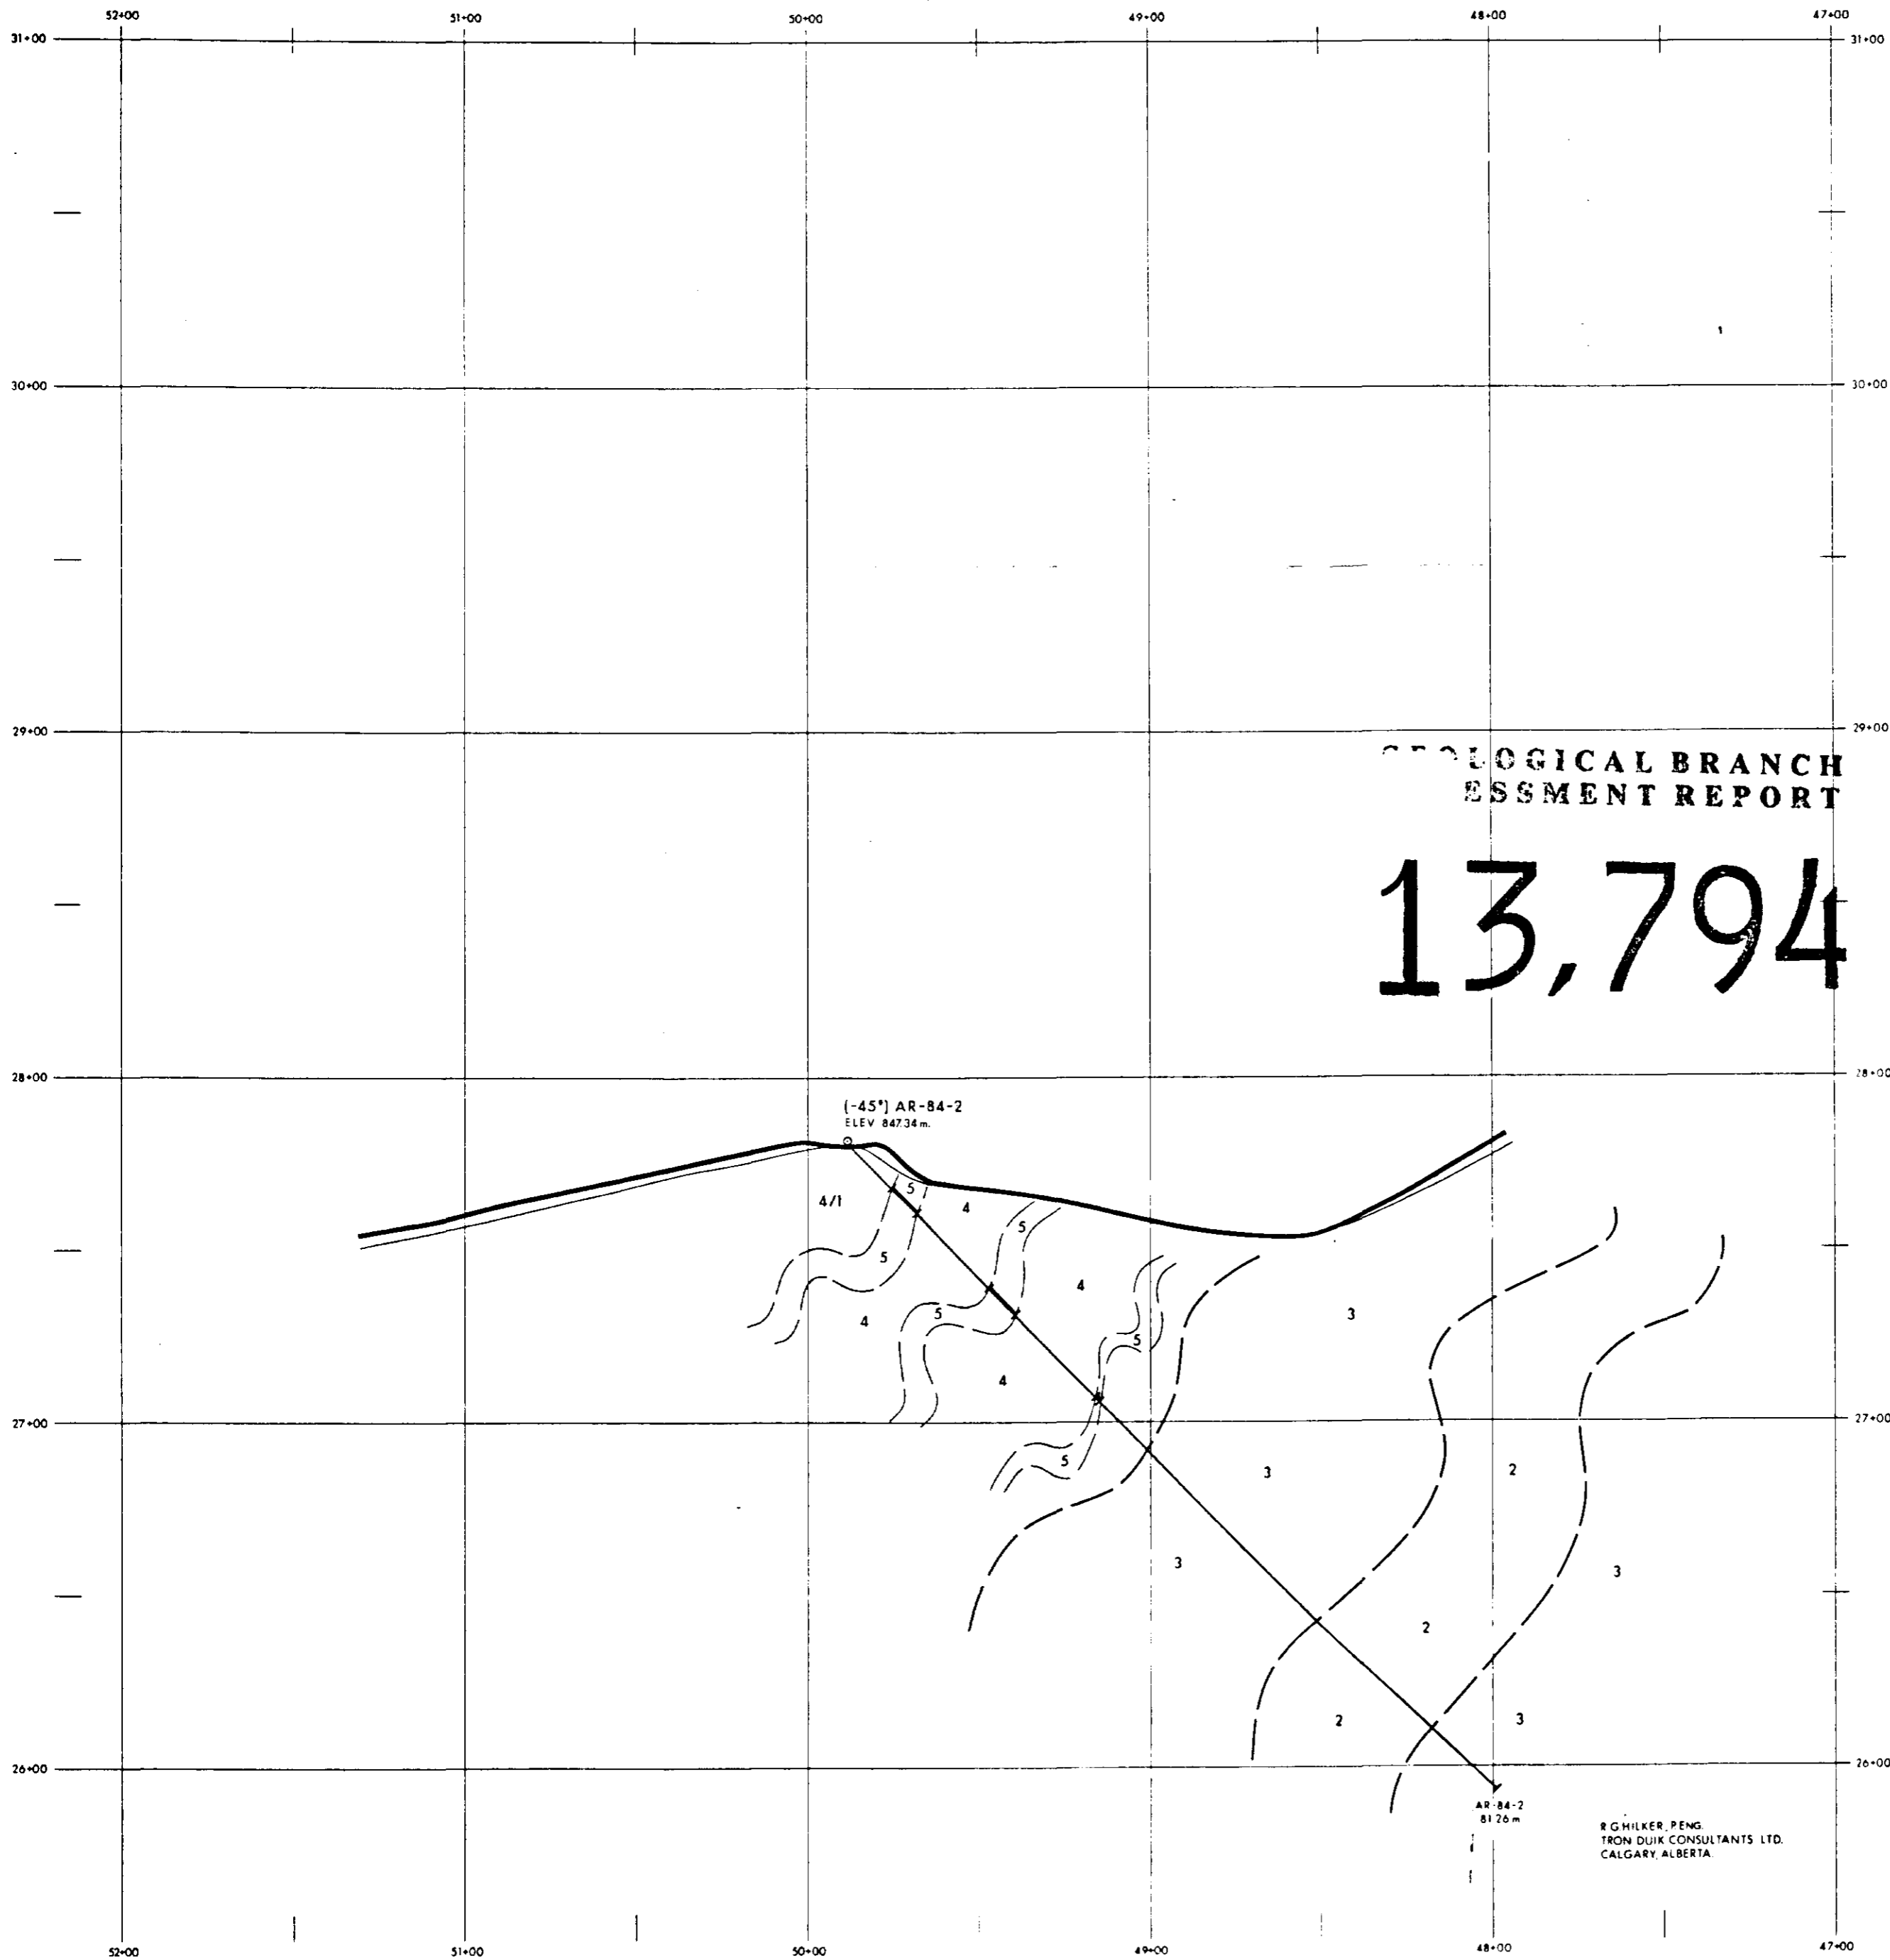 52+00 51+00 50+00 49+00 48+00 47+00
31+00 31+00
1
30+00 30+00
29+00 29+00
LOGICAL BRANCH
ESSMENT REPORT
13,794
28+00 28+00
(-45°) AR-84-2
ELEV 847.34 m.
5
4/1 4
5
5
4
3
4 5
5
4
27+00 27+00
5
3 2
3
3
2
2 3
26+00 26+00
AR-84-2
81.26 m
R.G.HILKER, P.ENG.
TRON DUIK CONSULTANTS LTD.
CALGARY, ALBERTA.
52+00 51+00 50+00 49+00 48+00 47+00